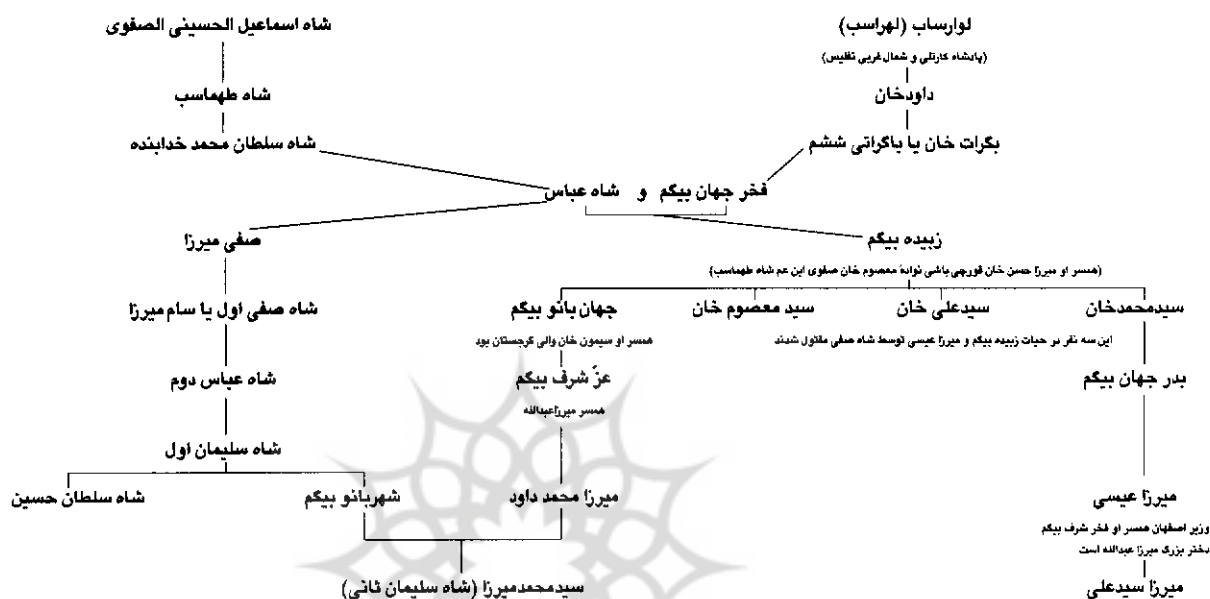 لوارساب (لهراسب)
شاه اسماعیل الحسینی الصفوی
(پادشاه کارتلی و شمال غربی تفلیس)
داودخان
شاه طهماسب
بگرات خان یا باگراتی ششم
شاه سلطان محمد خدابنده
فخر جهان بیگم و شاه عباس
زبیده بیگم
صفی میرزا
(همسر او میرزا حسن خان قورچی باشی نوادهٔ معصوم خان صفوی ابن عم شاه طهماسب)
سیدمحمدخان
سیدعلی خان
سید معصوم خان
جهان بانو بیگم
شاه صفی اول یا سام میرزا
این سه نفر در حیات زبیده بیگم و میرزا عیسی توسط شاه صفی مقتول شدند
همسر او سیمون خان والی گرجستان بود
بدر جهان بیگم
عزّ شرف بیگم
شاه عباس دوم
همسر میرزاعبدالله
شاه سلیمان اول
میرزا عیسی
میرزا محمد داود
شهربانو بیگم
شاه سلطان حسین
وزیر اصفهان همسر او فخر شرف بیگم
دختر بزرگ میرزا عبدالله است
میرزا سیدعلی
سیدمحمدمیرزا (شاه سلیمان ثانی)